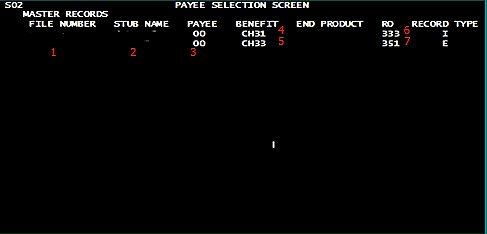 S02 PAYEE SELECTION SCREEN
MASTER RECORDS
FILE NUMBER STUB NAME PAYEE BENEFIT END PRODUCT RO RECORD TYPE
00 CH31 4 333 6 I
00 CH33 5 351 7 E
1 2 3